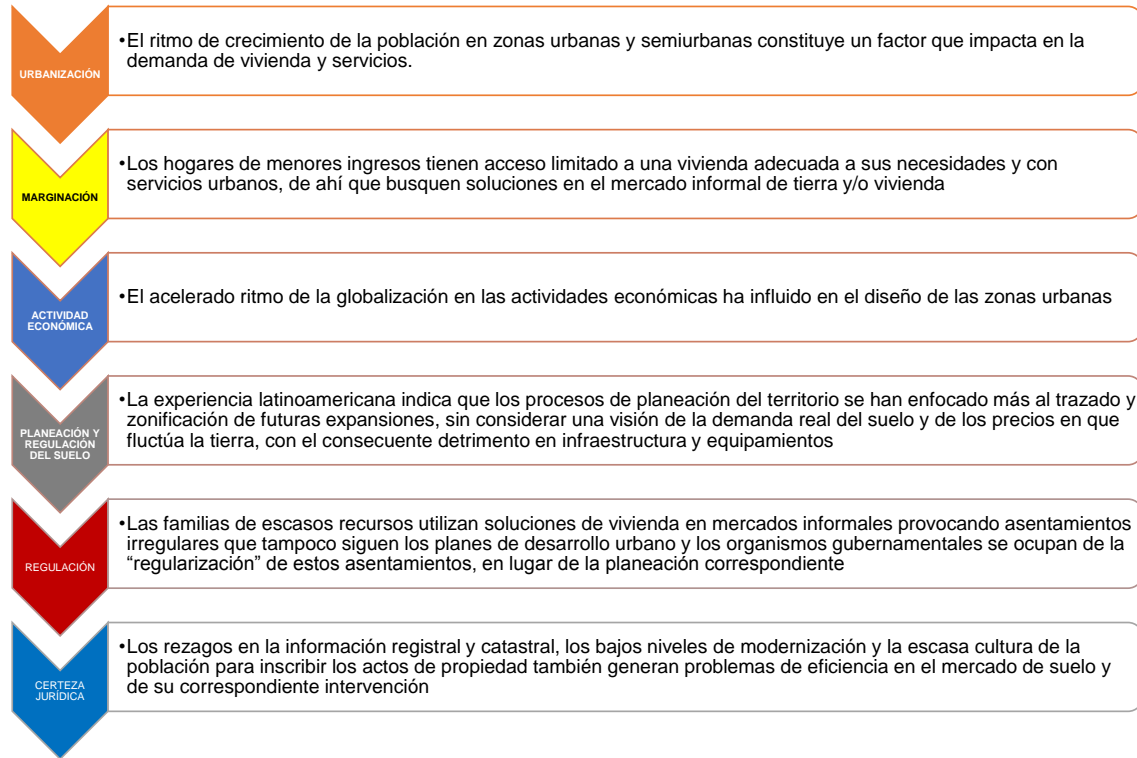 URBANIZACIÓN
•El ritmo de crecimiento de la población en zonas urbanas y semiurbanas constituye un factor que impacta en la
demanda de vivienda y servicios.
MARGINACIÓN
•Los hogares de menores ingresos tienen acceso limitado a una vivienda adecuada a sus necesidades y con
servicios urbanos, de ahí que busquen soluciones en el mercado informal de tierra y/o vivienda
ACTIVIDAD
ECONÓMICA
•El acelerado ritmo de la globalización en las actividades económicas ha influido en el diseño de las zonas urbanas
PLANEACIÓN Y
REGULACIÓN
DEL SUELO
•La experiencia latinoamericana indica que los procesos de planeación del territorio se han enfocado más al trazado y
zonificación de futuras expansiones, sin considerar una visión de la demanda real del suelo y de los precios en que
fluctúa la tierra, con el consecuente detrimento en infraestructura y equipamientos
REGULACIÓN
•Las familias de escasos recursos utilizan soluciones de vivienda en mercados informales provocando asentamientos
irregulares que tampoco siguen los planes de desarrollo urbano y los organismos gubernamentales se ocupan de la
“regularización” de estos asentamientos, en lugar de la planeación correspondiente
CERTEZA
JURÍDICA
•Los rezagos en la información registral y catastral, los bajos niveles de modernización y la escasa cultura de la
población para inscribir los actos de propiedad también generan problemas de eficiencia en el mercado de suelo y
de su correspondiente intervención